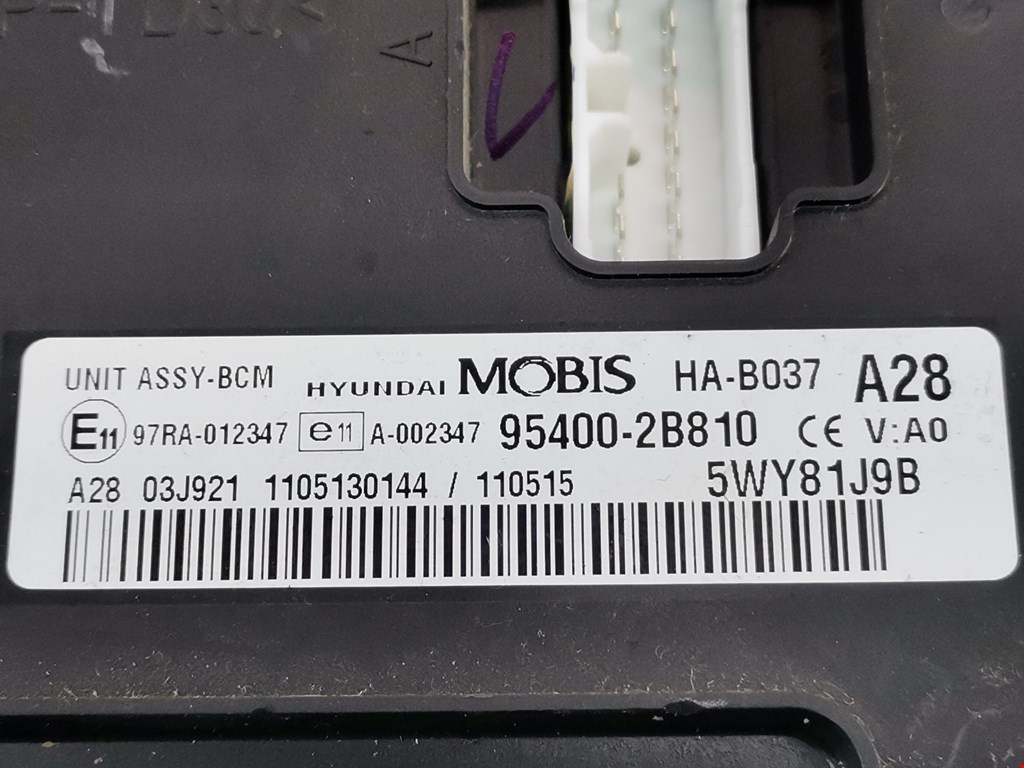 A
UNIT ASSY-BCM HYUNDAI MOBIS HA-B037 A28
E11 97RA-012347 e11 A-002347 95400-2B810 CE V:A0
A28 03J921 1105130144 / 110515 5WY81J9B